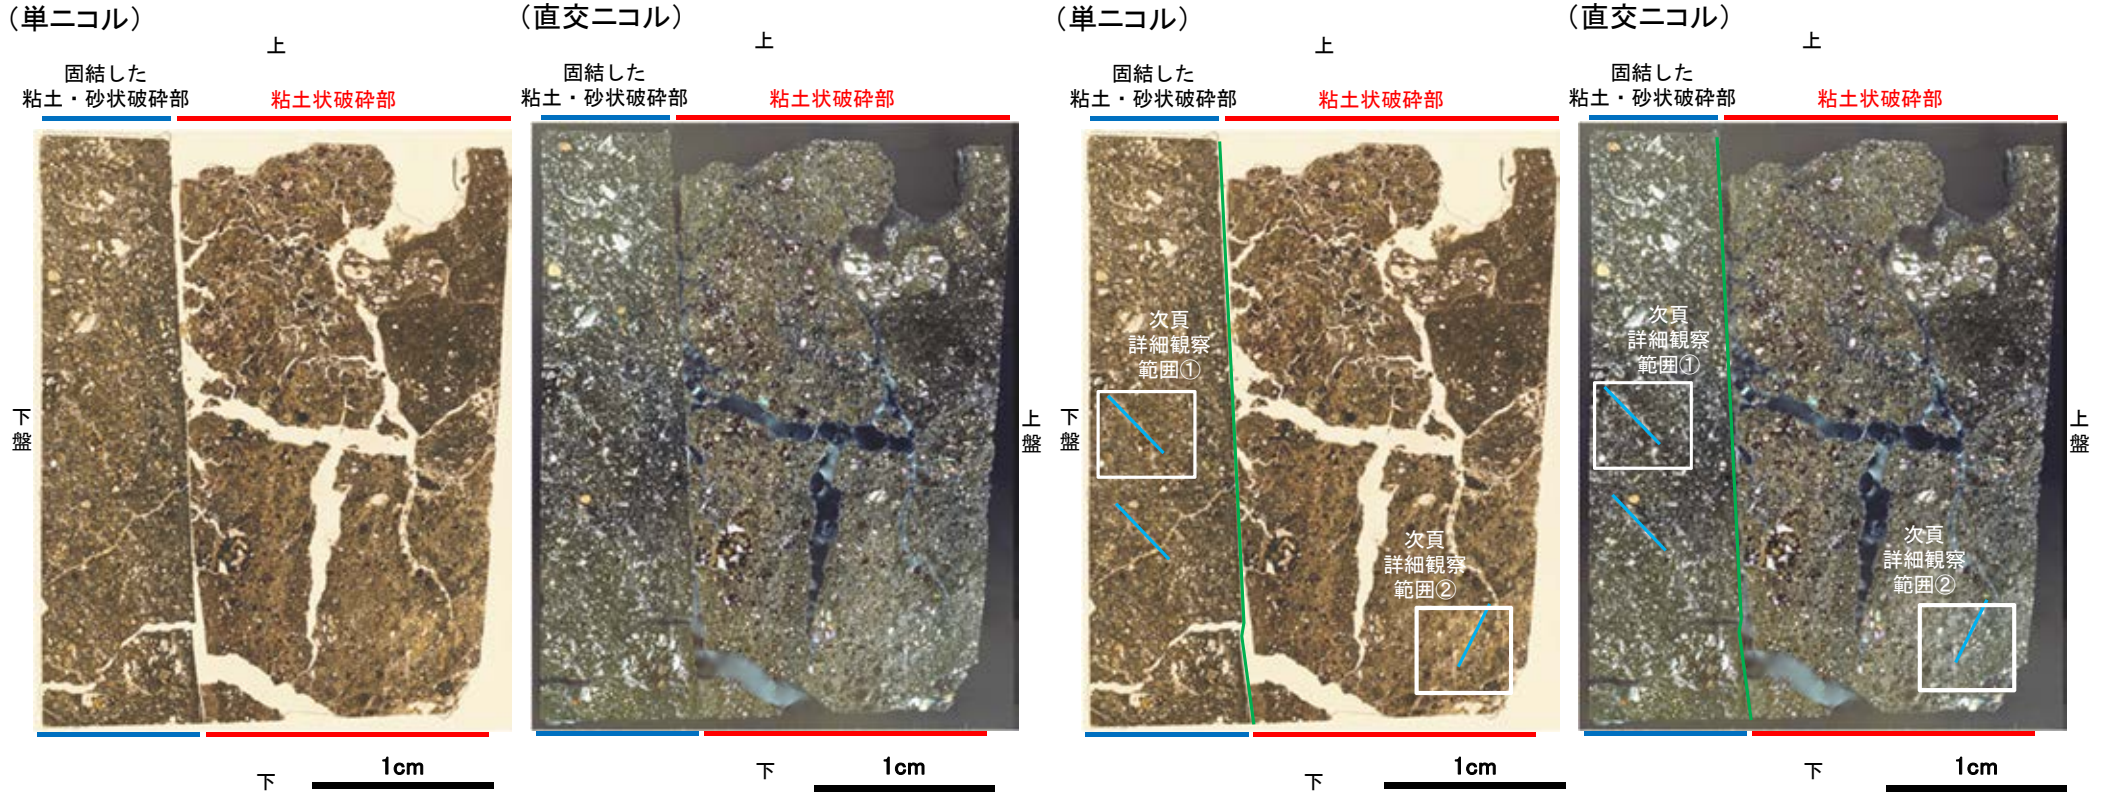 （単ニコル）
上
固結した
粘土・砂状破砕部
粘土状破砕部
下盤
下
1cm
（直交ニコル）
上
固結した
粘土・砂状破砕部
粘土状破砕部
上盤
下
1cm
（単ニコル）
上
固結した
粘土・砂状破砕部
粘土状破砕部
下盤
次頁
詳細観察
範囲①
次頁
詳細観察
範囲②
下
1cm
（直交ニコル）
上
固結した
粘土・砂状破砕部
粘土状破砕部
次頁
詳細観察
範囲①
次頁
詳細観察
範囲②
上盤
下
1cm